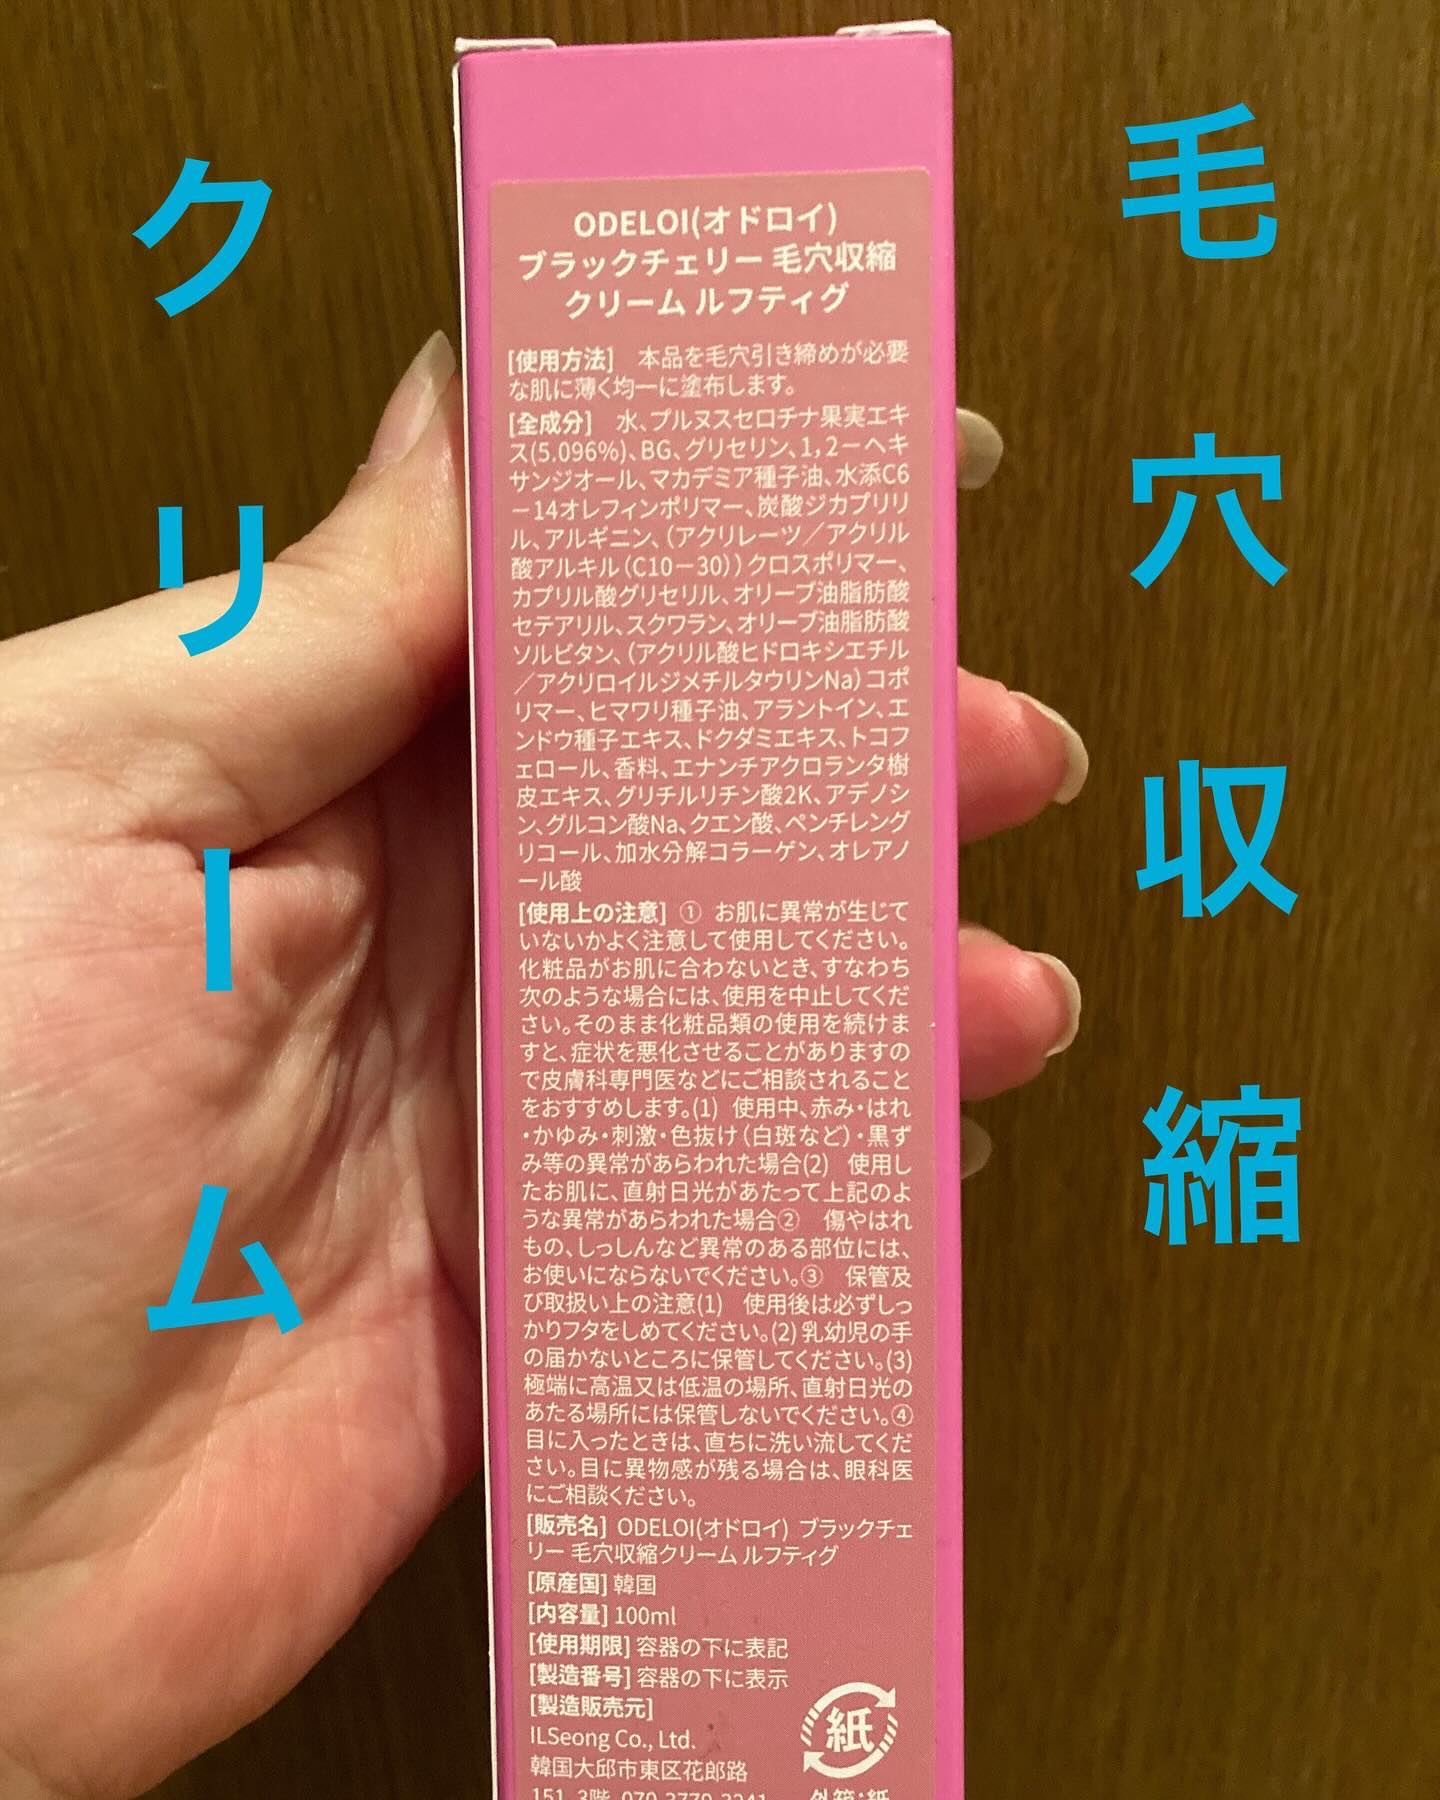 毛穴収縮
クリーム
ODELOI(オドロイ)
ブラックチェリー 毛穴収縮
クリーム ルフティグ
[使用方法] 本品を毛穴引き締めが必要
な肌に薄く均一に塗布します。
[全成分] 水、プルヌスセロチナ果実エキ
ス(5.096%)、BG、グリセリン、1,2－ヘキ
サンジオール、マカデミア種子油、水添C6
－14オレフィンポリマー、炭酸ジカプリリ
ル、アルギニン、（アクリレーツ／アクリル
酸アルキル（C10－30））クロスポリマー、
カプリル酸グリセリル、オリーブ油脂肪酸
セテアリル、スクワラン、オリーブ油脂肪酸
ソルビタン、（アクリル酸ヒドロキシエチル
／アクリロイルジメチルタウリンNa）コポ
リマー、ヒマワリ種子油、アラントイン、エ
ンドウ種子エキス、ドクダミエキス、トコフ
ェロール、香料、エナンチアクロランタ樹
皮エキス、グリチルリチン酸2K、アデノシ
ン、グルコン酸Na、クエン酸、ペンチレング
リコール、加水分解コラーゲン、オレアノ
ール酸
[使用上の注意] ① お肌に異常が生じて
いないかよく注意して使用してください。
化粧品がお肌に合わないとき、すなわち
次のような場合には、使用を中止してくだ
さい。そのまま化粧品類の使用を続けま
すと、症状を悪化させることがありますの
で皮膚科専門医などにご相談されること
をおすすめします。(1) 使用中、赤み・はれ
・かゆみ・刺激・色抜け（白斑など）・黒ず
み等の異常があらわれた場合(2) 使用し
たお肌に、直射日光があたって上記のよ
うな異常があらわれた場合② 傷やはれ
もの、しっしんなど異常のある部位には、
お使いにならないでください。③ 保管及
び取扱い上の注意(1) 使用後は必ずしっ
かりフタをしめてください。(2) 乳幼児の手
の届かないところに保管してください。(3)
極端に高温又は低温の場所、直射日光の
あたる場所には保管しないでください。④
目に入ったときは、直ちに洗い流してくだ
さい。目に異物感が残る場合は、眼科医
にご相談ください。
[販売名] ODELOI(オドロイ) ブラックチェ
リー 毛穴収縮クリーム ルフティグ
[原産国] 韓国
[内容量] 100ml
[使用期限] 容器の下に表記
[製造番号] 容器の下に表示
[製造販売元]
ILSeong Co., Ltd.
韓国大邱市東区花郎路
151, 3階
紙
外箱：紙